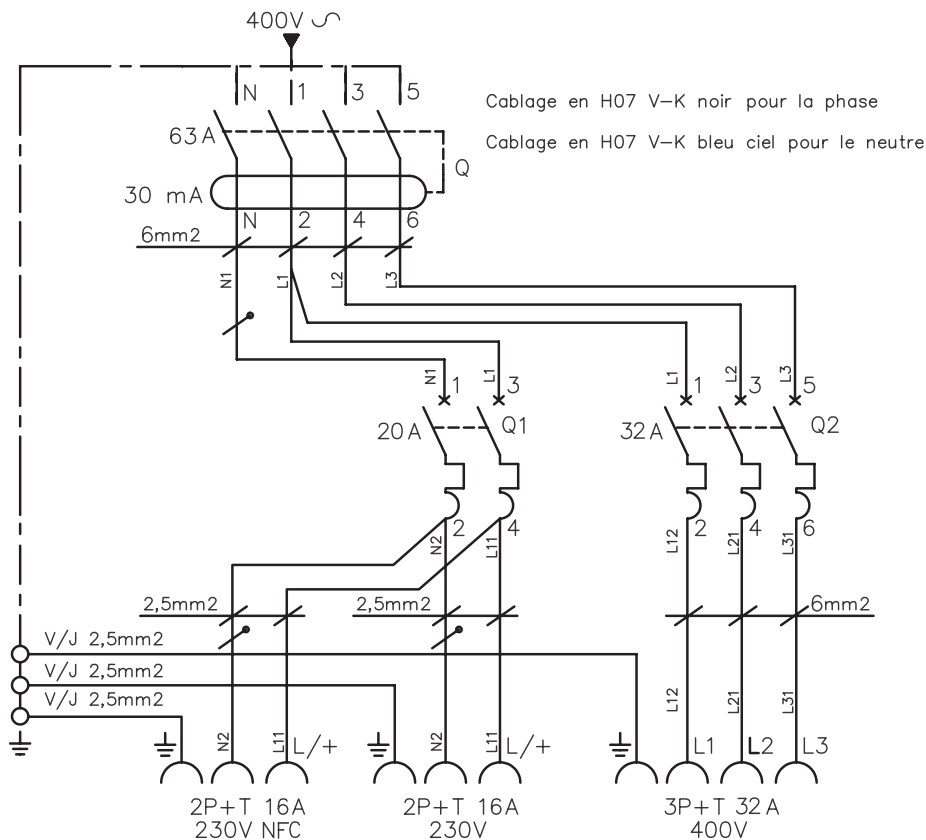 400V
N 1 3 5
Cablage en H07 V-K noir pour la phase
63A
Cablage en H07 V-K bleu ciel pour le neutre
Q
30 mA
N 2 4 6
6mm2
N1 L1 L2 L3
N1 1 L1 3 L1 1 L2 3 L3 5
20A Q1 32A Q2
2 4 2 4 6
N2 L11 L12 L21 L31
2,5mm2 2,5mm2 6mm2
V/J 2,5mm2
V/J 2,5mm2
V/J 2,5mm2
L12 L21 L31
N2 L11 L/+ N2 L11 L/+ L1 L2 L3
2P+T 16A 2P+T 16A 3P+T 32A
230V NFC 230V 400V